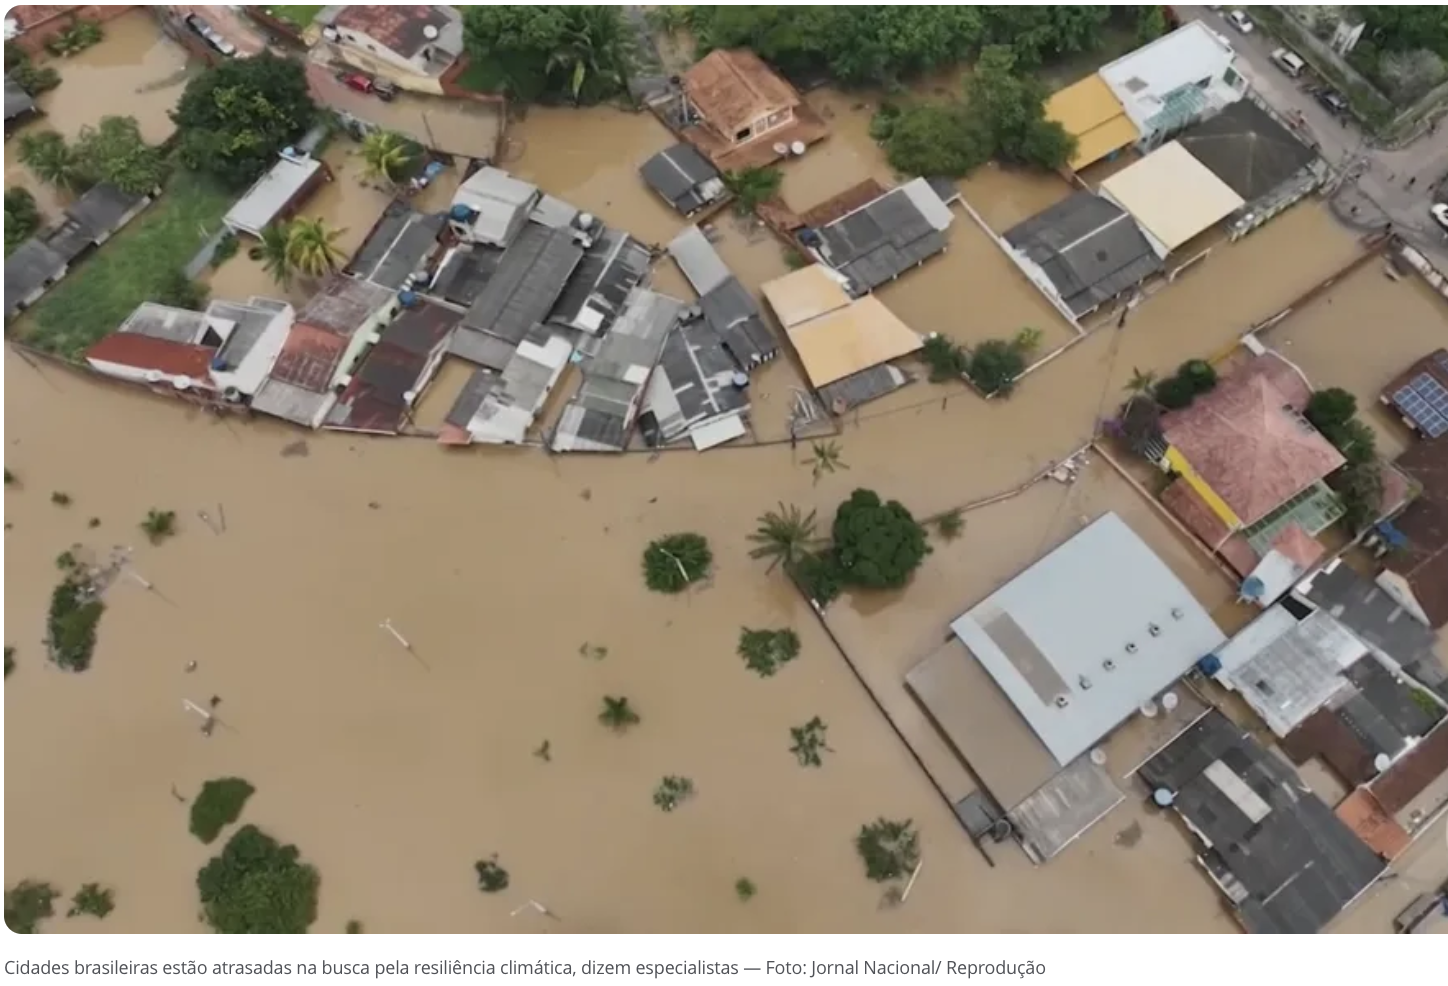 Cidades brasileiras estão atrasadas na busca pela resiliência climática, dizem especialistas — Foto: Jornal Nacional/ Reprodução